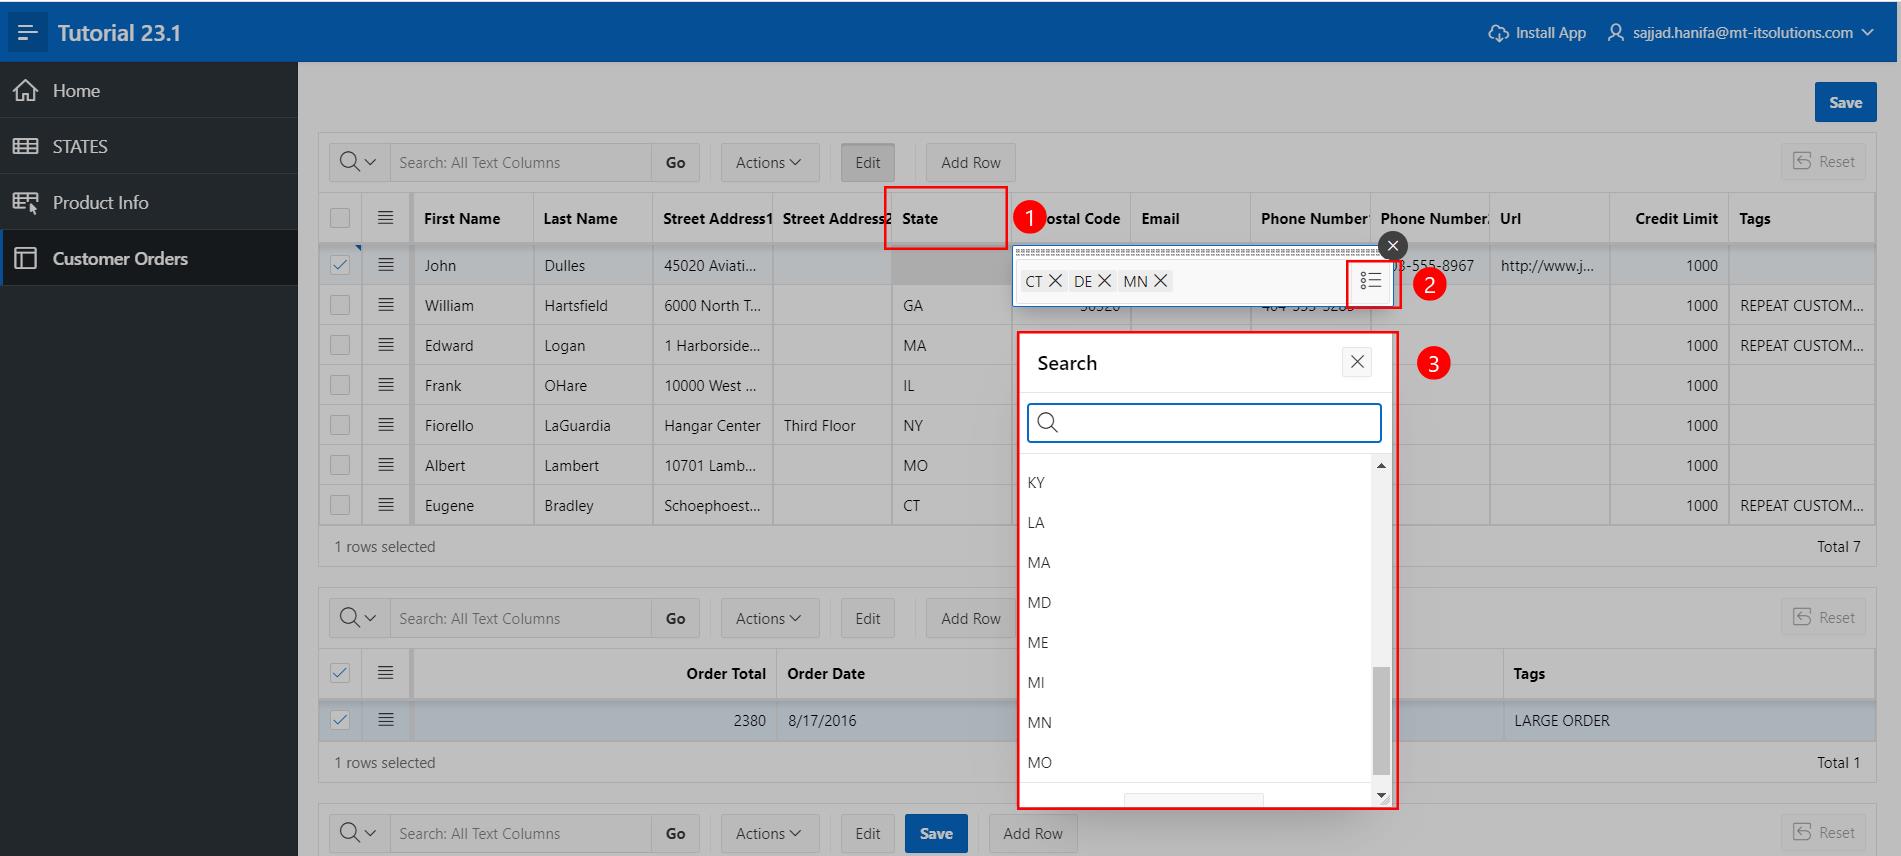 Tutorial 23.1
Install App
sajjad.hanifa@mt-itsolutions.com
Home
STATES
Product Info
Customer Orders
Save
Search: All Text Columns Go Actions Edit Add Row Reset
First Name Last Name Street Address1 Street Address2 State 1 ostal Code Email Phone Number Phone Number Url Credit Limit Tags
John Dulles 45020 Aviati... 3-555-8967 http://www.j... 1000
CT DE MN 2
William Hartsfield 6000 North T... GA 1000 REPEAT CUSTOM...
Edward Logan 1 Harborside... MA 1000 REPEAT CUSTOM...
Frank OHare 10000 West ... IL 1000
Fiorello LaGuardia Hangar Center Third Floor NY 1000
Albert Lambert 10701 Lamb... MO 1000
Eugene Bradley Schoephoest... CT 1000 REPEAT CUSTOM...
1 rows selected Total 7
Search 3
KY
LA
MA
MD
ME
MI
MN
MO
Search: All Text Columns Go Actions Edit Add Row Reset
Order Total Order Date Tags
2380 8/17/2016 LARGE ORDER
1 rows selected Total 1
Search: All Text Columns Go Actions Edit Save Add Row Reset